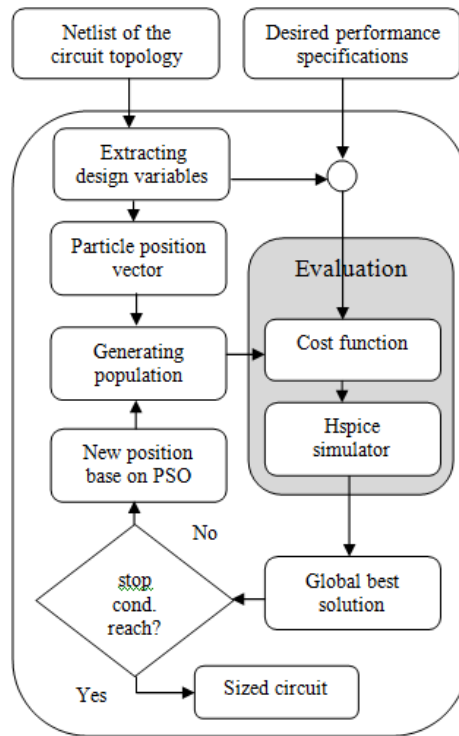 Netlist of the
circuit topology
Desired performance
specifications
Extracting
design variables
Particle position
vector
Evaluation
Generating
population
Cost function
New position
base on PSO
Hspice
simulator
No
stop
cond.
reach?
Global best
solution
Yes
Sized circuit